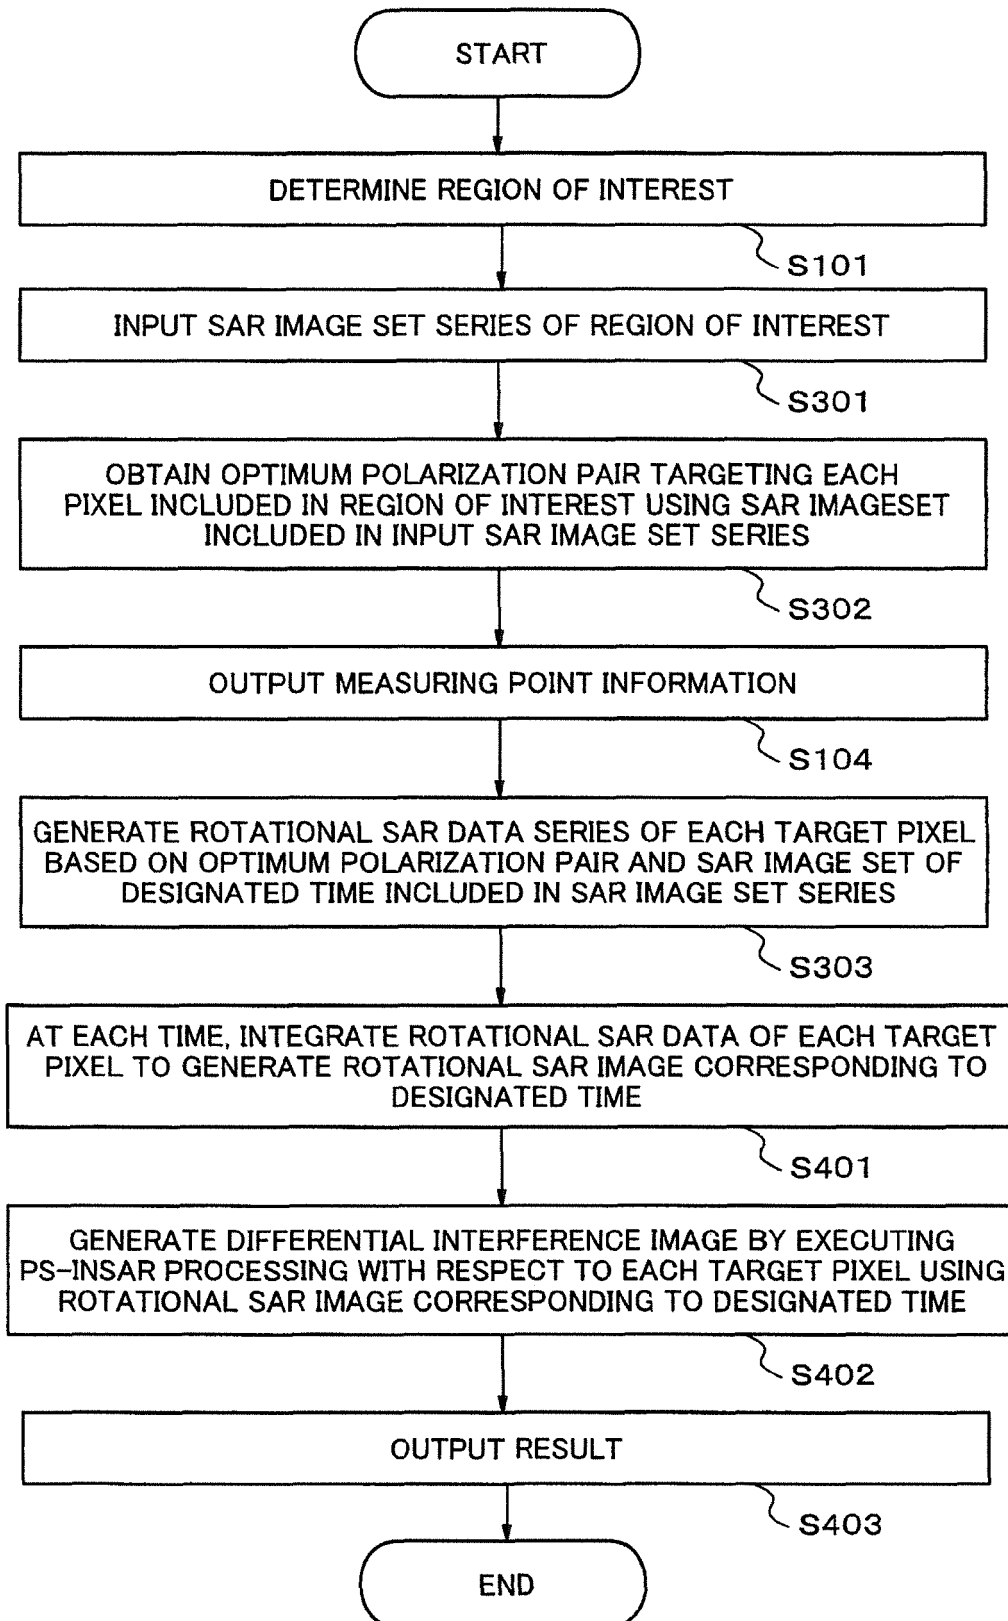 START
DETERMINE REGION OF INTEREST
S101
INPUT SAR IMAGE SET SERIES OF REGION OF INTEREST
S301
OBTAIN OPTIMUM POLARIZATION PAIR TARGETING EACH
PIXEL INCLUDED IN REGION OF INTEREST USING SAR IMAGESET
INCLUDED IN INPUT SAR IMAGE SET SERIES
S302
OUTPUT MEASURING POINT INFORMATION
S104
GENERATE ROTATIONAL SAR DATA SERIES OF EACH TARGET PIXEL
BASED ON OPTIMUM POLARIZATION PAIR AND SAR IMAGE SET OF
DESIGNATED TIME INCLUDED IN SAR IMAGE SET SERIES
S303
AT EACH TIME, INTEGRATE ROTATIONAL SAR DATA OF EACH TARGET
PIXEL TO GENERATE ROTATIONAL SAR IMAGE CORRESPONDING TO
DESIGNATED TIME
S401
GENERATE DIFFERENTIAL INTERFERENCE IMAGE BY EXECUTING
PS-INSAR PROCESSING WITH RESPECT TO EACH TARGET PIXEL USING
ROTATIONAL SAR IMAGE CORRESPONDING TO DESIGNATED TIME
S402
OUTPUT RESULT
S403
END